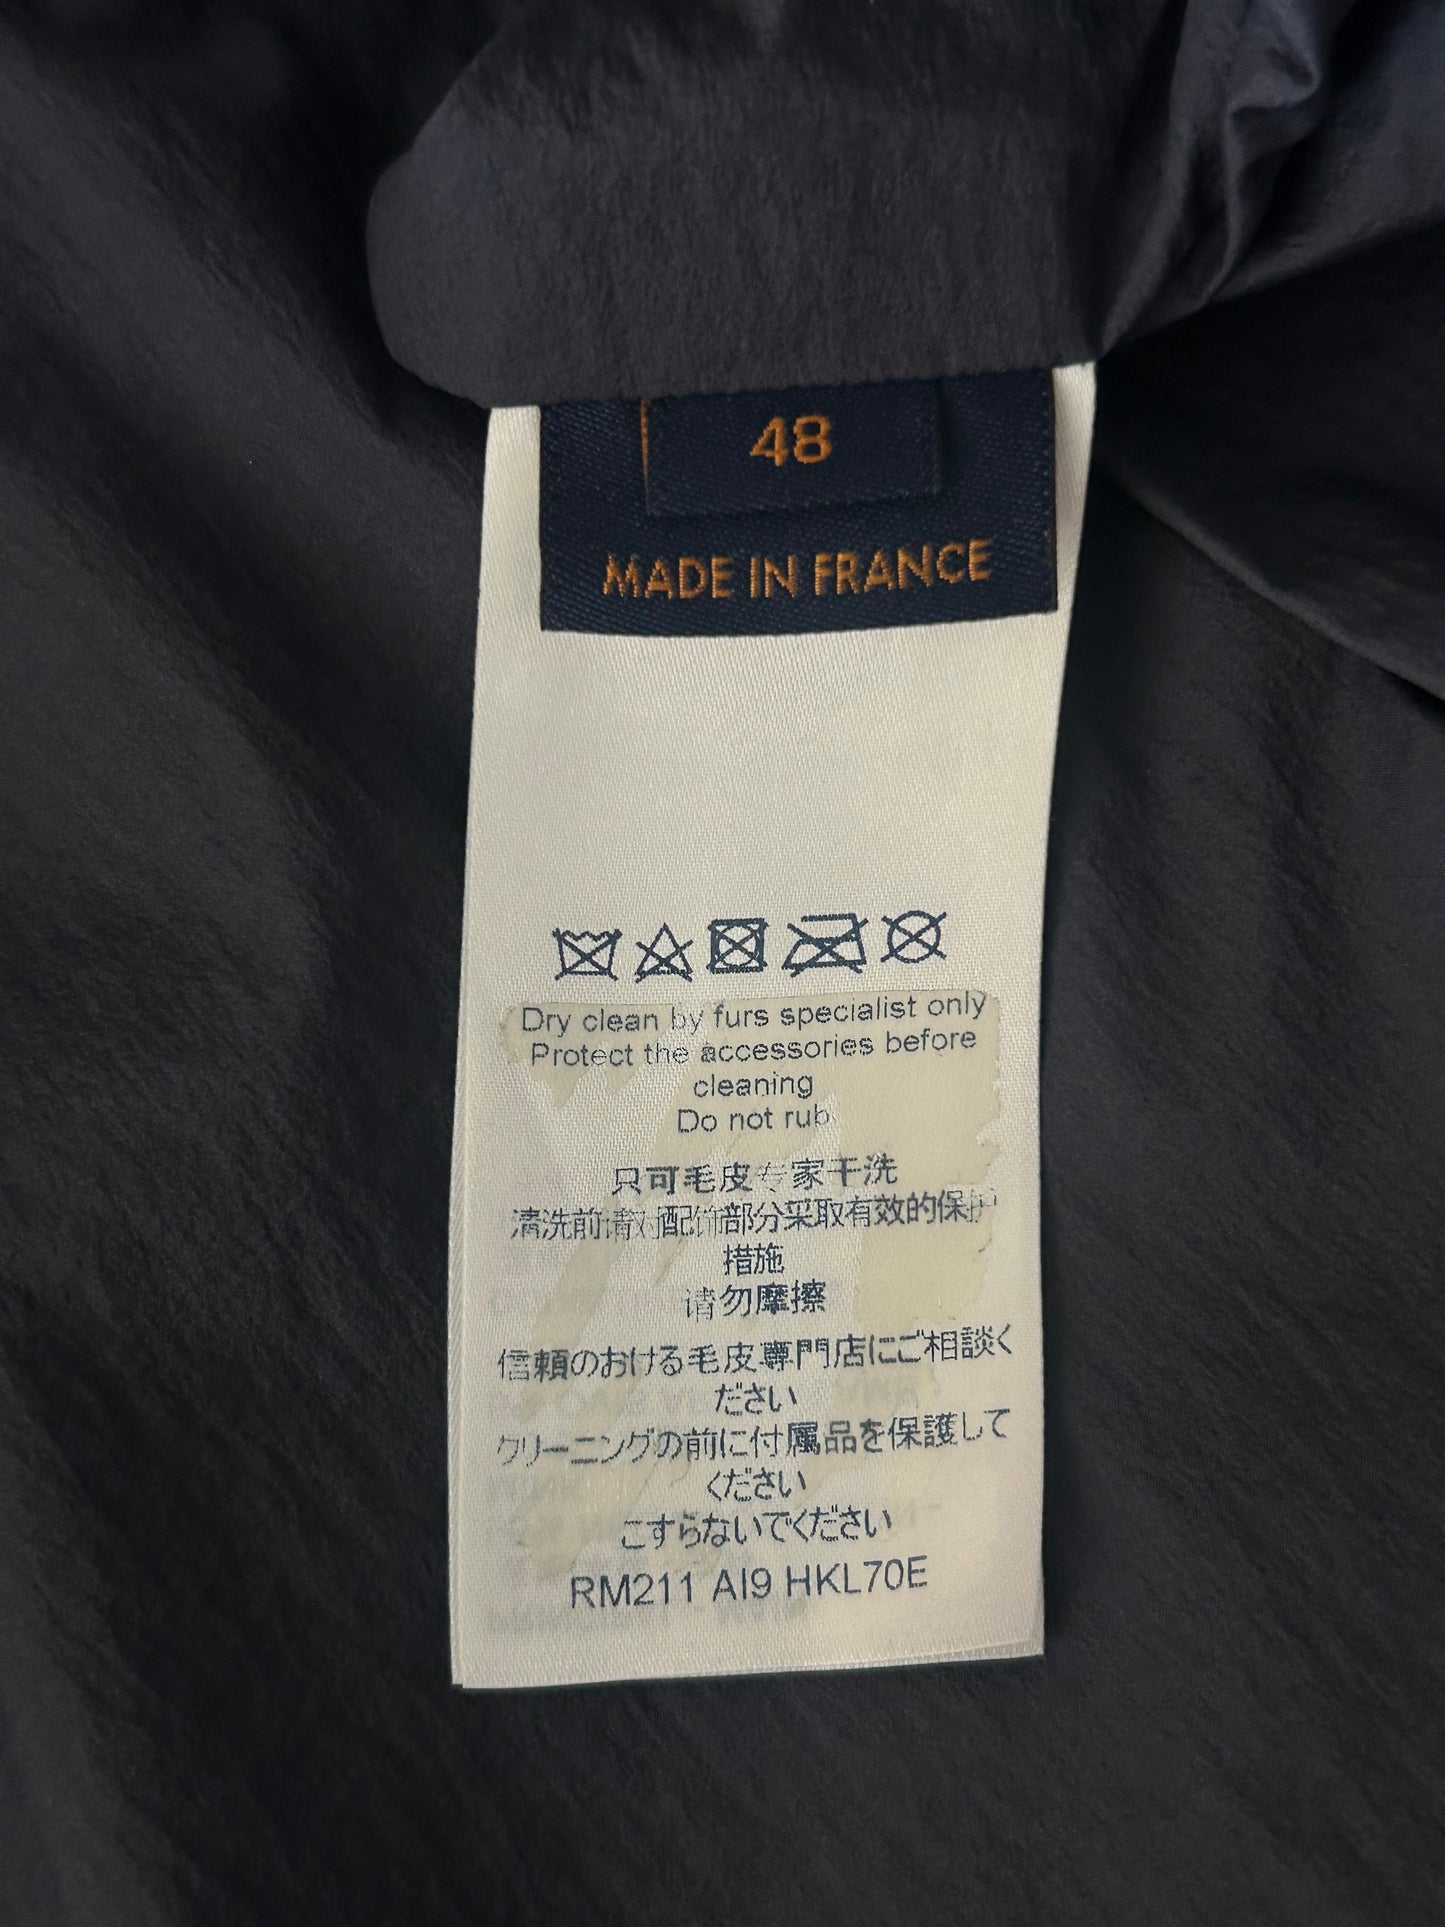 48
MADE IN FRANCE
Dry clean by furs specialist only
Protect the accessories before
cleaning
Do not rub
只可毛皮专家干洗
清洗前请对配饰部分采取有效的保护
措施
请勿摩擦
信頼のおける毛皮專門店にご相談く
ださい
クリーニングの前に付属品を保護して
ください
こすらないでください
RM211 AI9 HKL70E